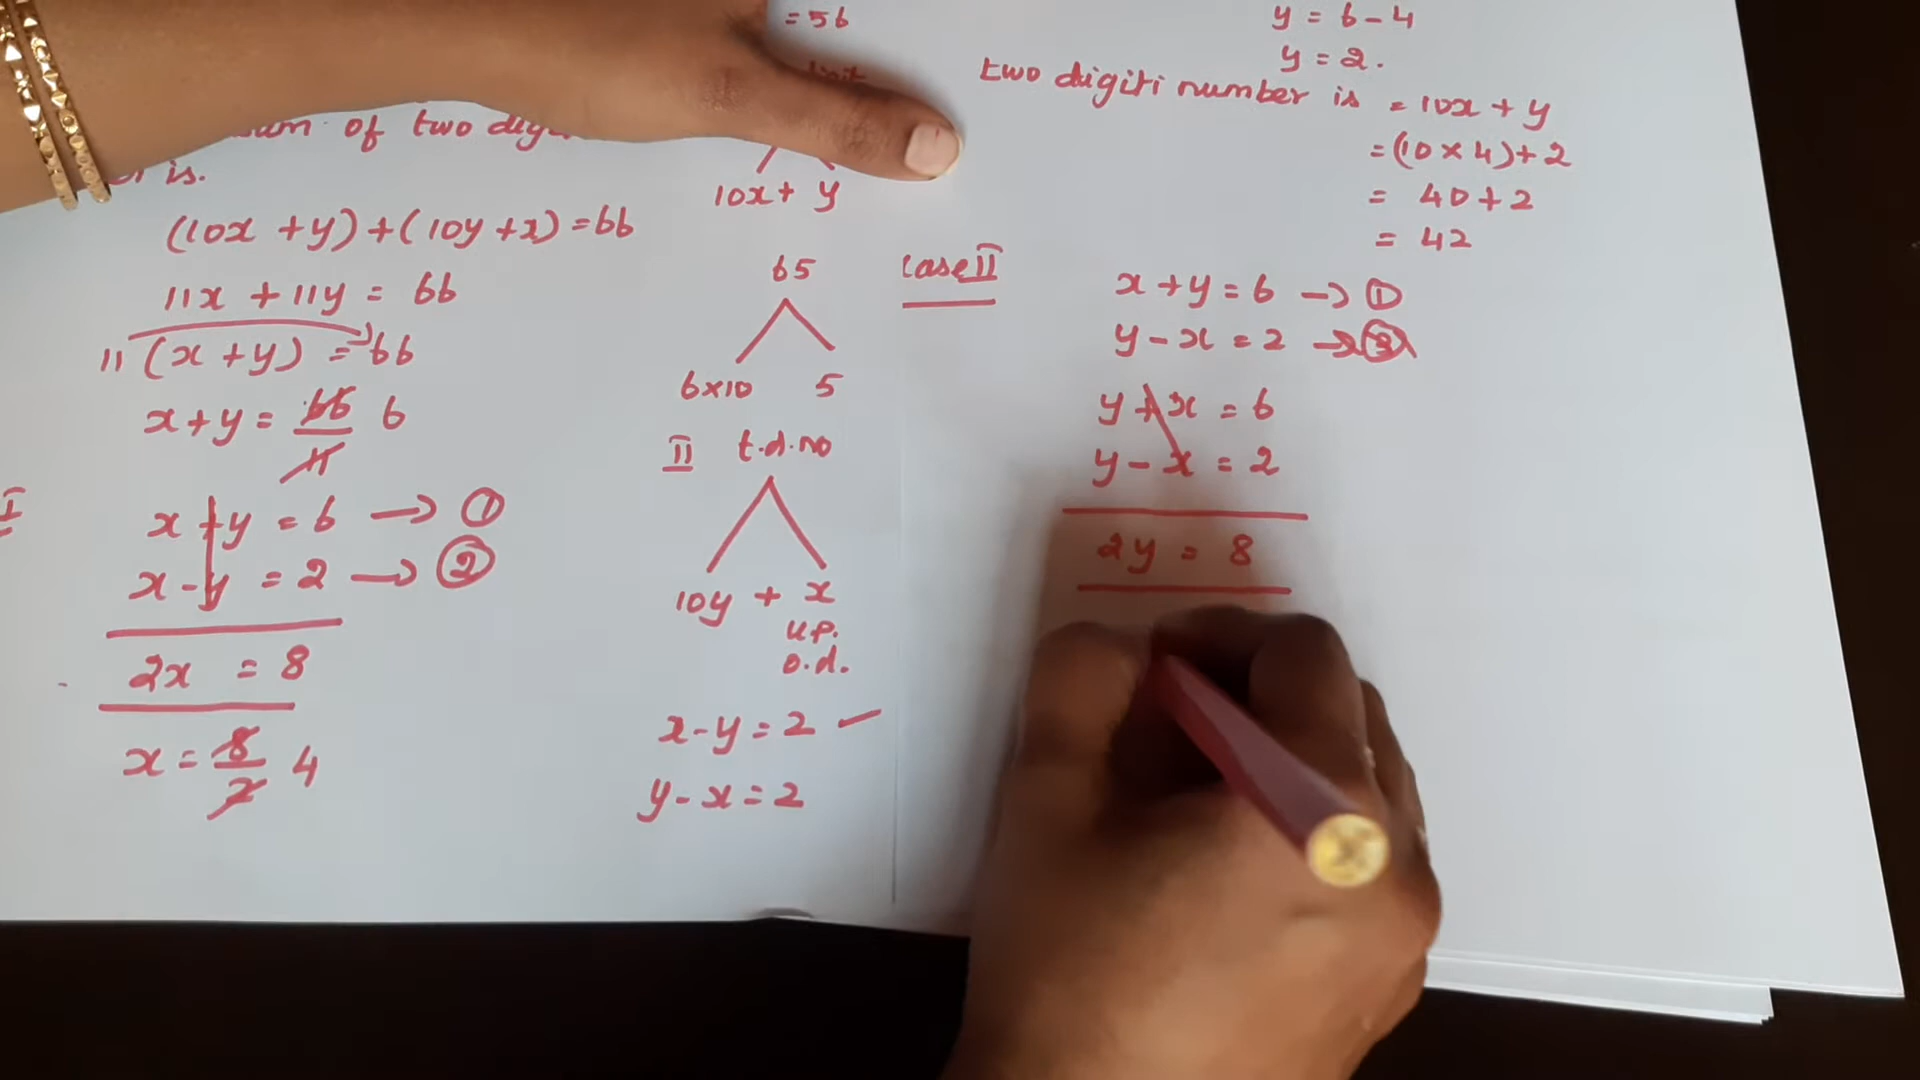 = 56
sum of two
is.
(10x + y) + (10y + x) = 66
11x + 11y = 66
11 (x + y) = 66
x + y = 66/11 6
I
x + y = 6 → ①
x - y = 2 → ②
2x = 8
x = 8/2 4
10x + y
65
6×10 5
II t.d.no
10y + x
u.p.
o.d.
x - y = 2
y - x = 2
y = 6 - 4
y = 2.
two digiti number is = 10x + y
= (10 × 4) + 2
= 40 + 2
= 42
Case II
x + y = 6 → ①
y - x = 2 → ③
y + x = 6
y - x = 2
2y = 8